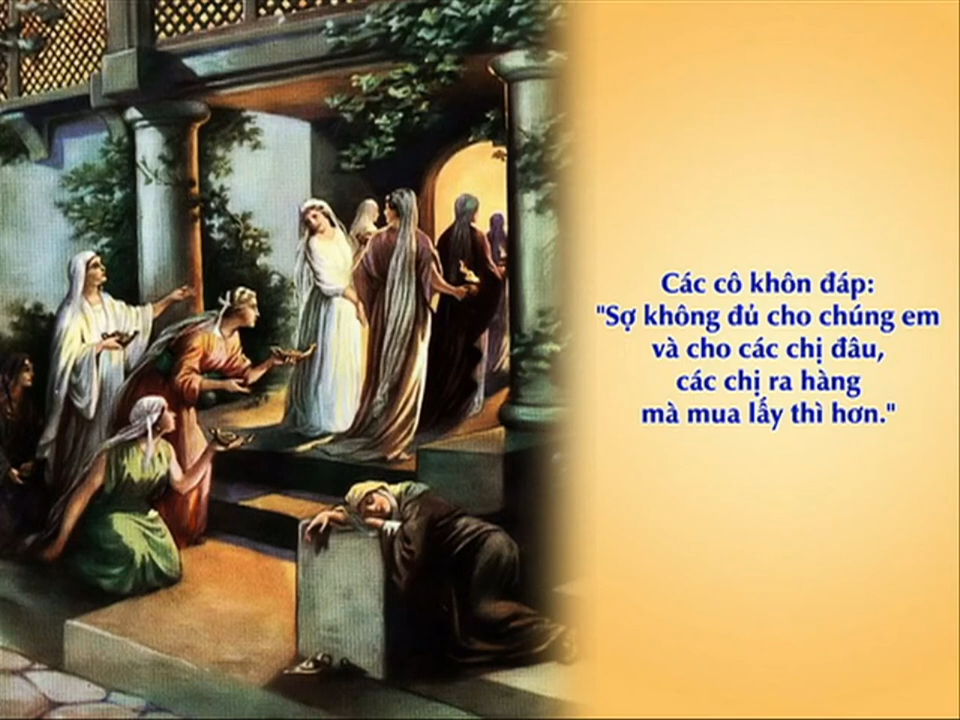 Các cô khôn đáp:
"Sợ không đủ cho chúng em
và cho các chị đâu,
các chị ra hàng
mà mua lấy thì hơn."